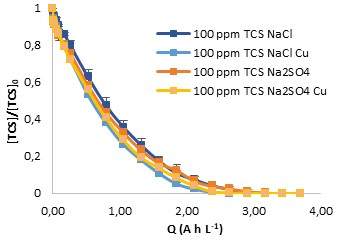 1
0,8
0,6
0,4
0,2
0
[TCS]/[TCS]₀
100 ppm TCS NaCl
100 ppm TCS NaCl Cu
100 ppm TCS Na2SO4
100 ppm TCS Na2SO4 Cu
0,00 1,00 2,00 3,00 4,00
Q (A h L⁻¹)